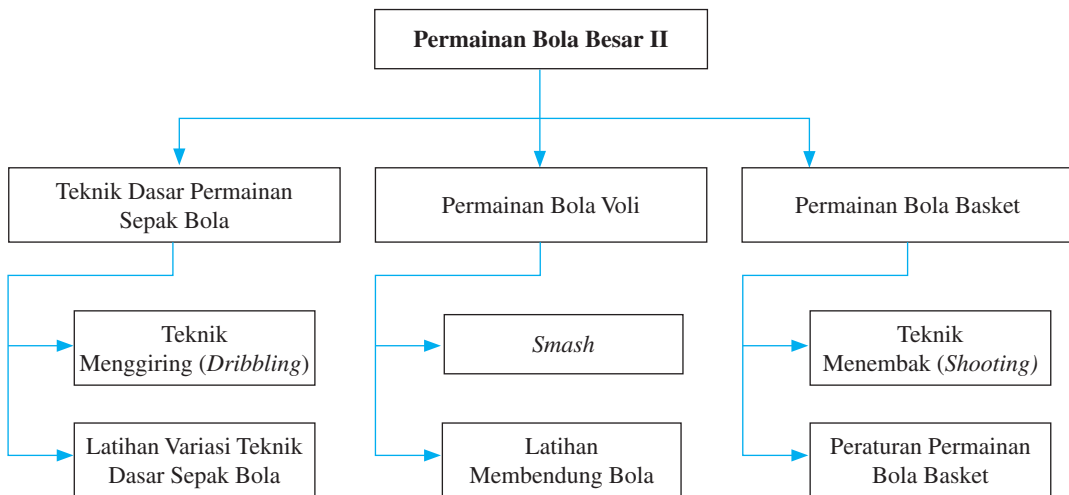 Permainan Bola Besar II
Teknik Dasar Permainan
Sepak Bola
Permainan Bola Voli
Permainan Bola Basket
Teknik
Menggiring (Dribbling)
Smash
Teknik
Menembak (Shooting)
Latihan Variasi Teknik
Dasar Sepak Bola
Latihan
Membendung Bola
Peraturan Permainan
Bola Basket